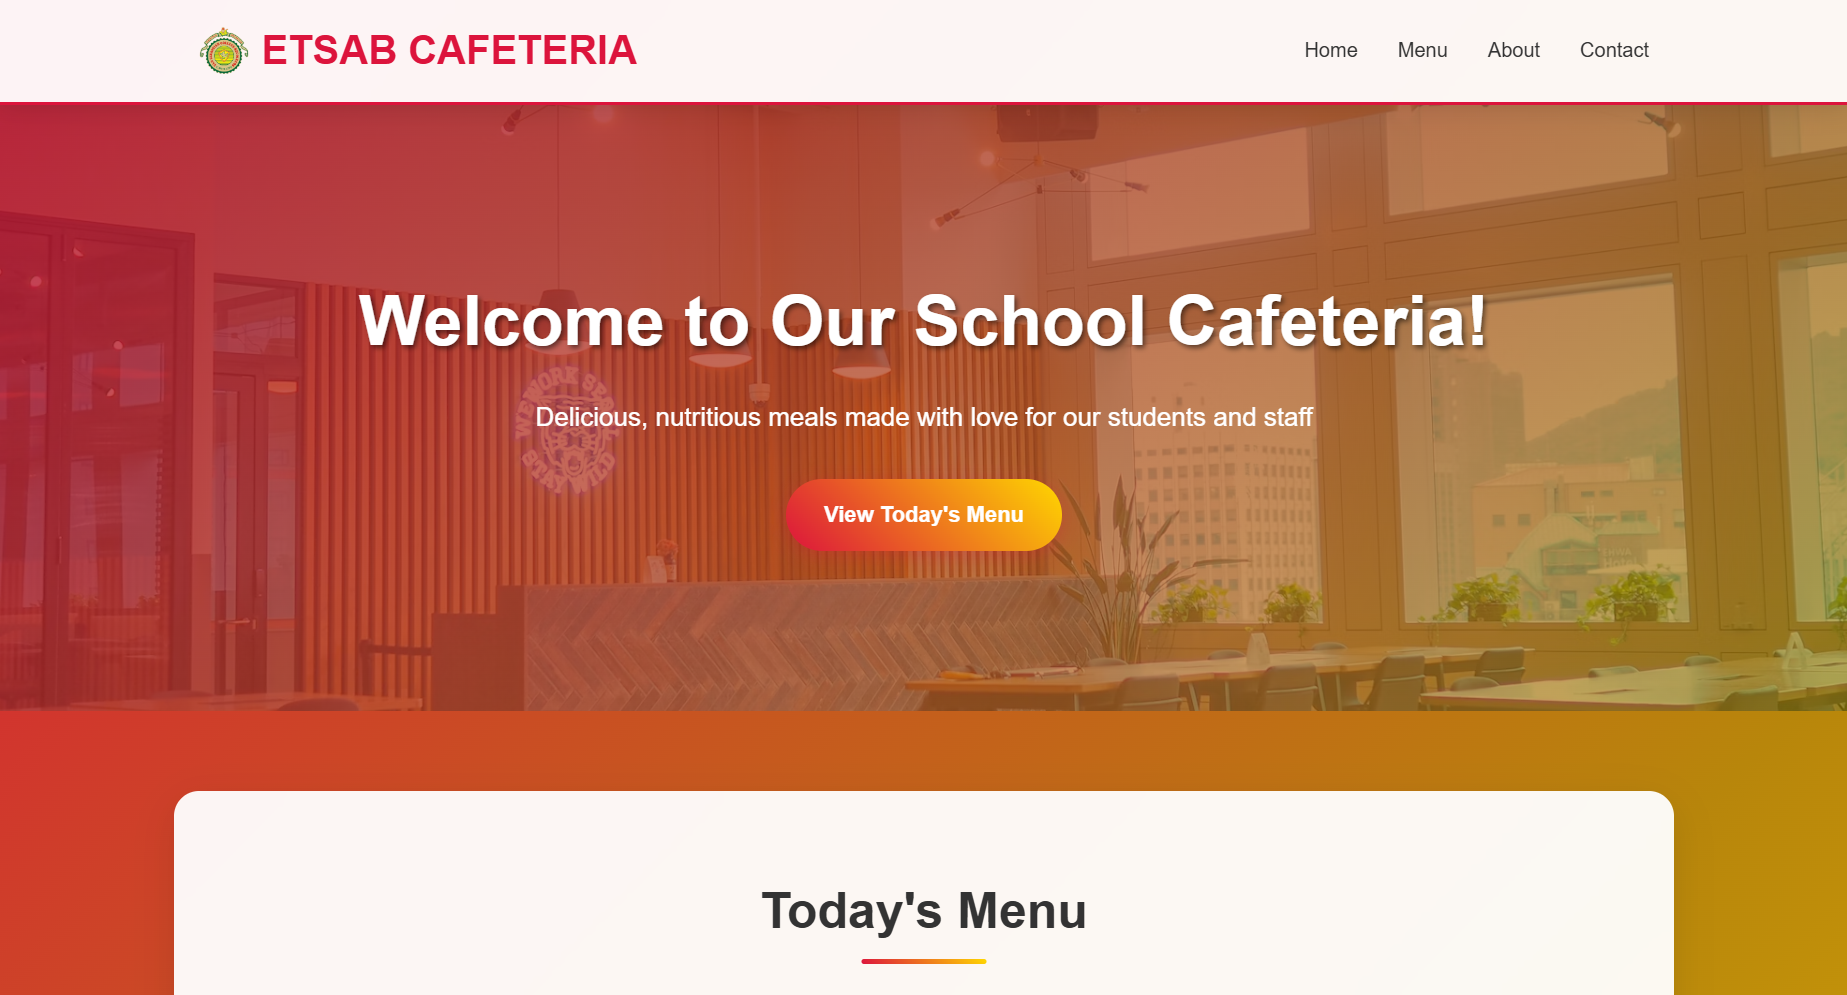 ETSAB CAFETERIA
Home Menu About Contact
Welcome to Our School Cafeteria!
Delicious, nutritious meals made with love for our students and staff
View Today's Menu
Today's Menu